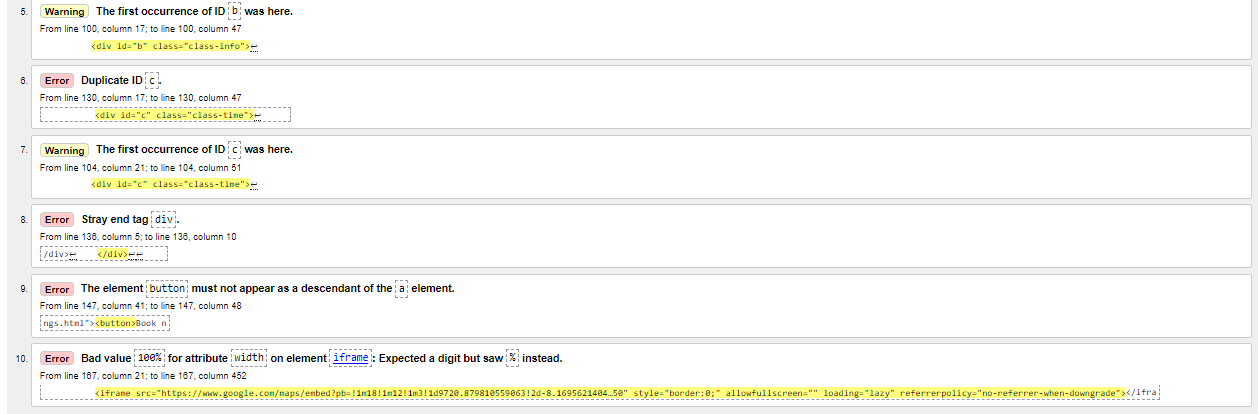 5. Warning The first occurrence of ID b was here.
From line 100, column 17; to line 100, column 47
<div id="b" class="class-info">↩
6. Error Duplicate ID c.
From line 130, column 17; to line 130, column 47
<div id="c" class="class-time">↩
7. Warning The first occurrence of ID c was here.
From line 104, column 21; to line 104, column 51
<div id="c" class="class-time">↩
8. Error Stray end tag div.
From line 136, column 5; to line 136, column 10
/div>↩ </div>↩↩
9. Error The element button must not appear as a descendant of the a element.
From line 147, column 41; to line 147, column 48
ngs.html"><button>Book n
10. Error Bad value 100% for attribute width on element iframe: Expected a digit but saw % instead.
From line 167, column 21; to line 167, column 452
<iframe src="https://www.google.com/maps/embed?pb=!1m18!1m12!1m3!1d9720.879810559063!2d-8.1695621404…50" style="border:0;" allowfullscreen="" loading="lazy" referrerpolicy="no-referrer-when-downgrade"></ifra